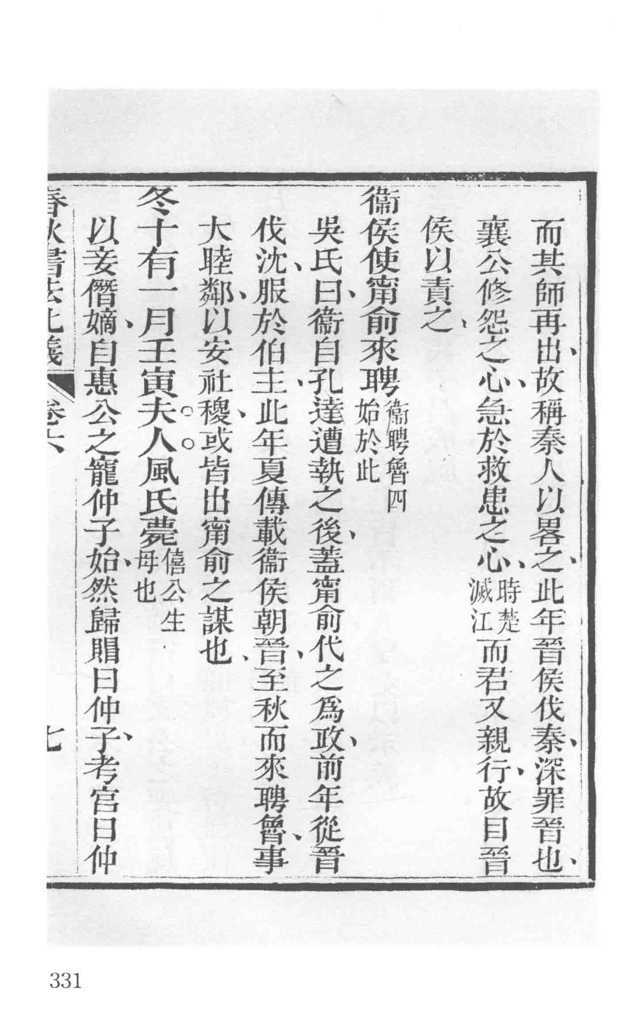 而其師再出、故稱秦人以畧之、此年晉侯伐秦、深罪晉也、
襄公修怨之心、急於救患之心、時楚滅江而君又親行、故目晉
侯以責之、
衞侯使甯俞來聘衞聘魯四始於此
吳氏曰、衞自孔達遭執之後、蓋甯俞代之爲政、前年從晉
伐沈、服於伯主、此年夏傳載衞侯朝晉、至秋而來聘魯、事
大睦鄰、以安社稷、或皆出甯俞之謀也、
冬十有一月壬寅夫人風氏薨僖公生母也
以妾僭嫡、自惠公之寵仲子始、然歸賵曰仲子、考宫曰仲
春秋書法比義 卷六 七
331